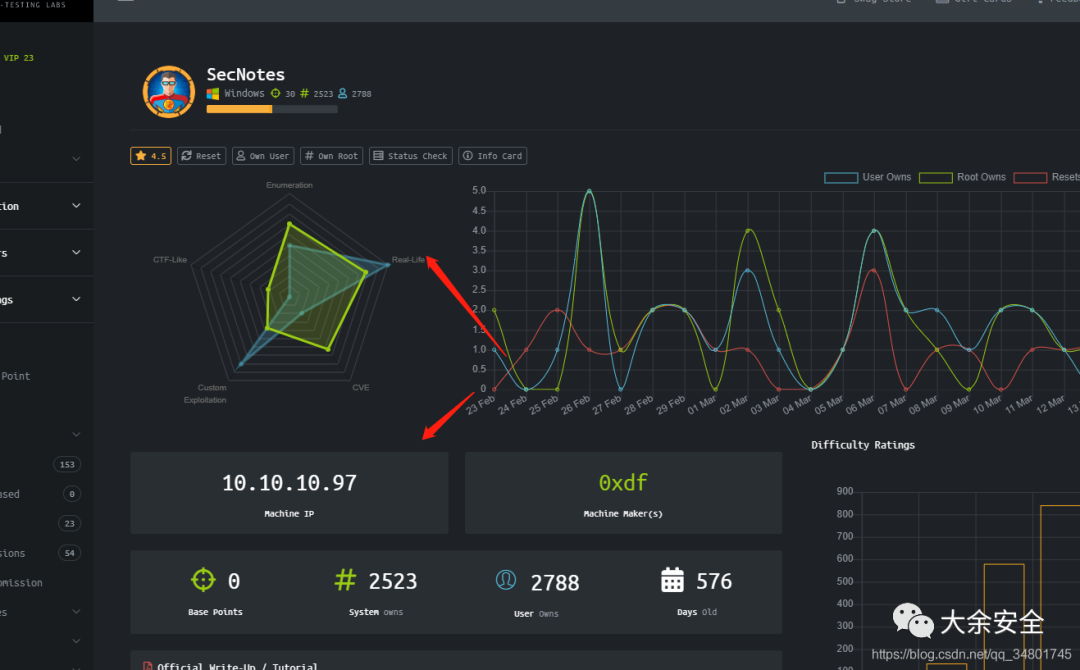 -TESTING LABS
VIP 23
SecNotes
Windows 30 # 2523 2788
4.5 Reset Own User # Own Root Status Check Info Card
User Owns Root Owns Resets
Enumeration
Real-Life
CVE
Custom
Exploitation
CTF-Like
5.0
4.5
4.0
3.5
3.0
2.5
2.0
1.5
1.0
0.5
0
23 Feb 24 Feb 25 Feb 26 Feb 27 Feb 28 Feb 29 Feb 01 Mar 02 Mar 03 Mar 04 Mar 05 Mar 06 Mar 07 Mar 08 Mar 09 Mar 10 Mar 11 Mar 12 Mar
tion
rs
gs
Point
153
ased 0
23
sions 54
bmission
es
10.10.10.97
Machine IP
0xdf
Machine Maker(s)
0
Base Points
# 2523
System owns
2788
User Owns
576
Days Old
Official Write-Up / Tutorial
Difficulty Ratings
900
800
700
600
500
400
300
200
100
大余安全
https://blog.csdn.net/qq_34801745